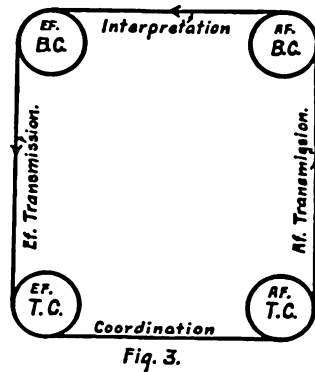 EF.
B.C.
Interpretation
AF.
B.C.
Ef. Transmission.
Af. Transmission.
EF.
T.C.
Coordination
AF.
T.C.
Fig. 3.